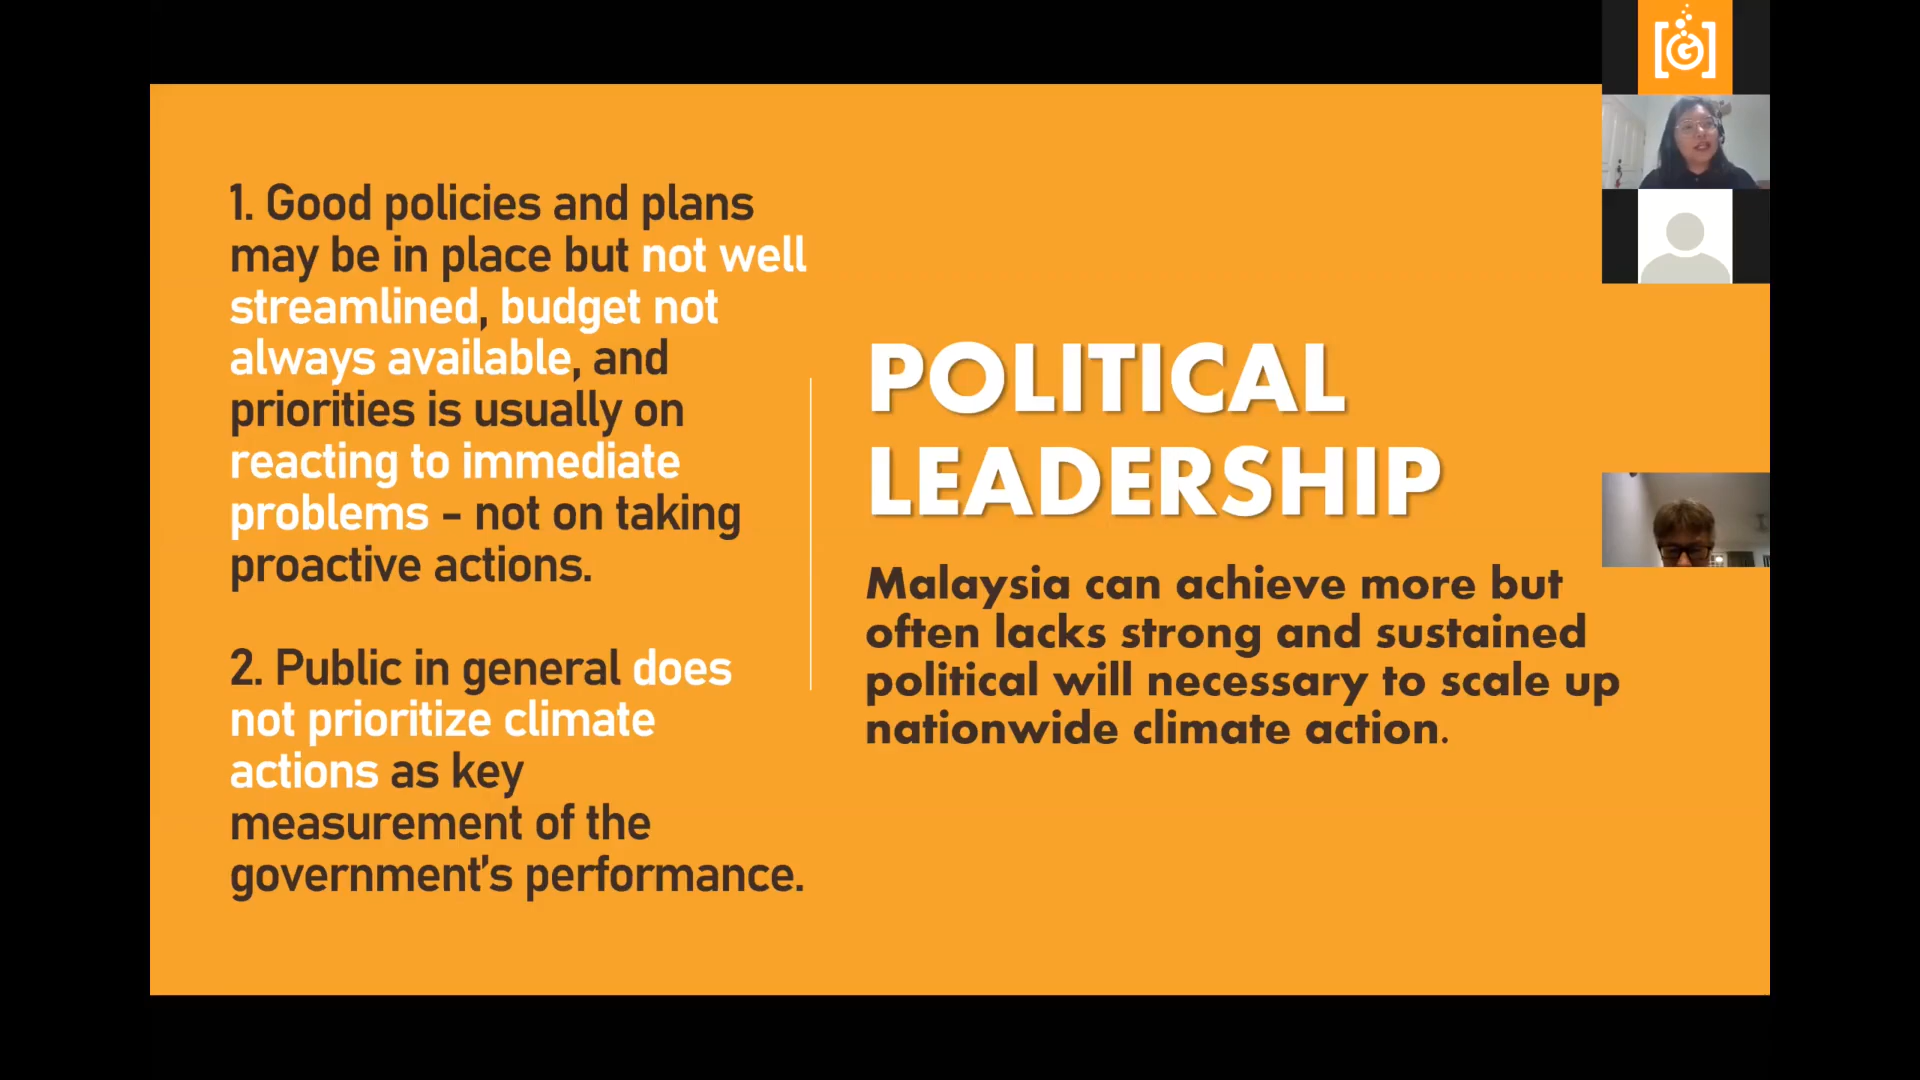 1. Good policies and plans
may be in place but not well
streamlined, budget not
always available, and
priorities is usually on
reacting to immediate
problems - not on taking
proactive actions.
2. Public in general does
not prioritize climate
actions as key
measurement of the
government's performance.
POLITICAL
LEADERSHIP
Malaysia can achieve more but
often lacks strong and sustained
political will necessary to scale up
nationwide climate action.
[G]